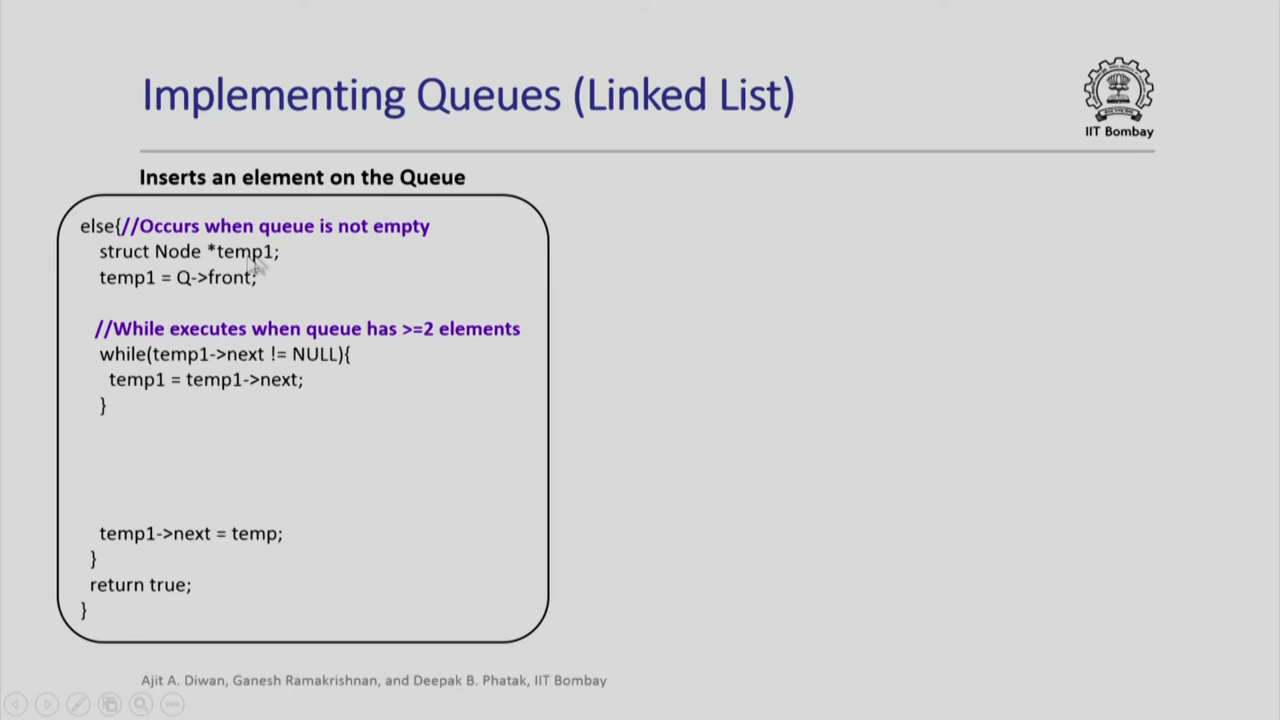 Implementing Queues (Linked List)
IIT Bombay
Inserts an element on the Queue
else{//Occurs when queue is not empty
struct Node *temp1;
temp1 = Q->front;
//While executes when queue has >=2 elements
while(temp1->next != NULL){
temp1 = temp1->next;
}
temp1->next = temp;
}
return true;
}
Ajit A. Diwan, Ganesh Ramakrishnan, and Deepak B. Phatak, IIT Bombay